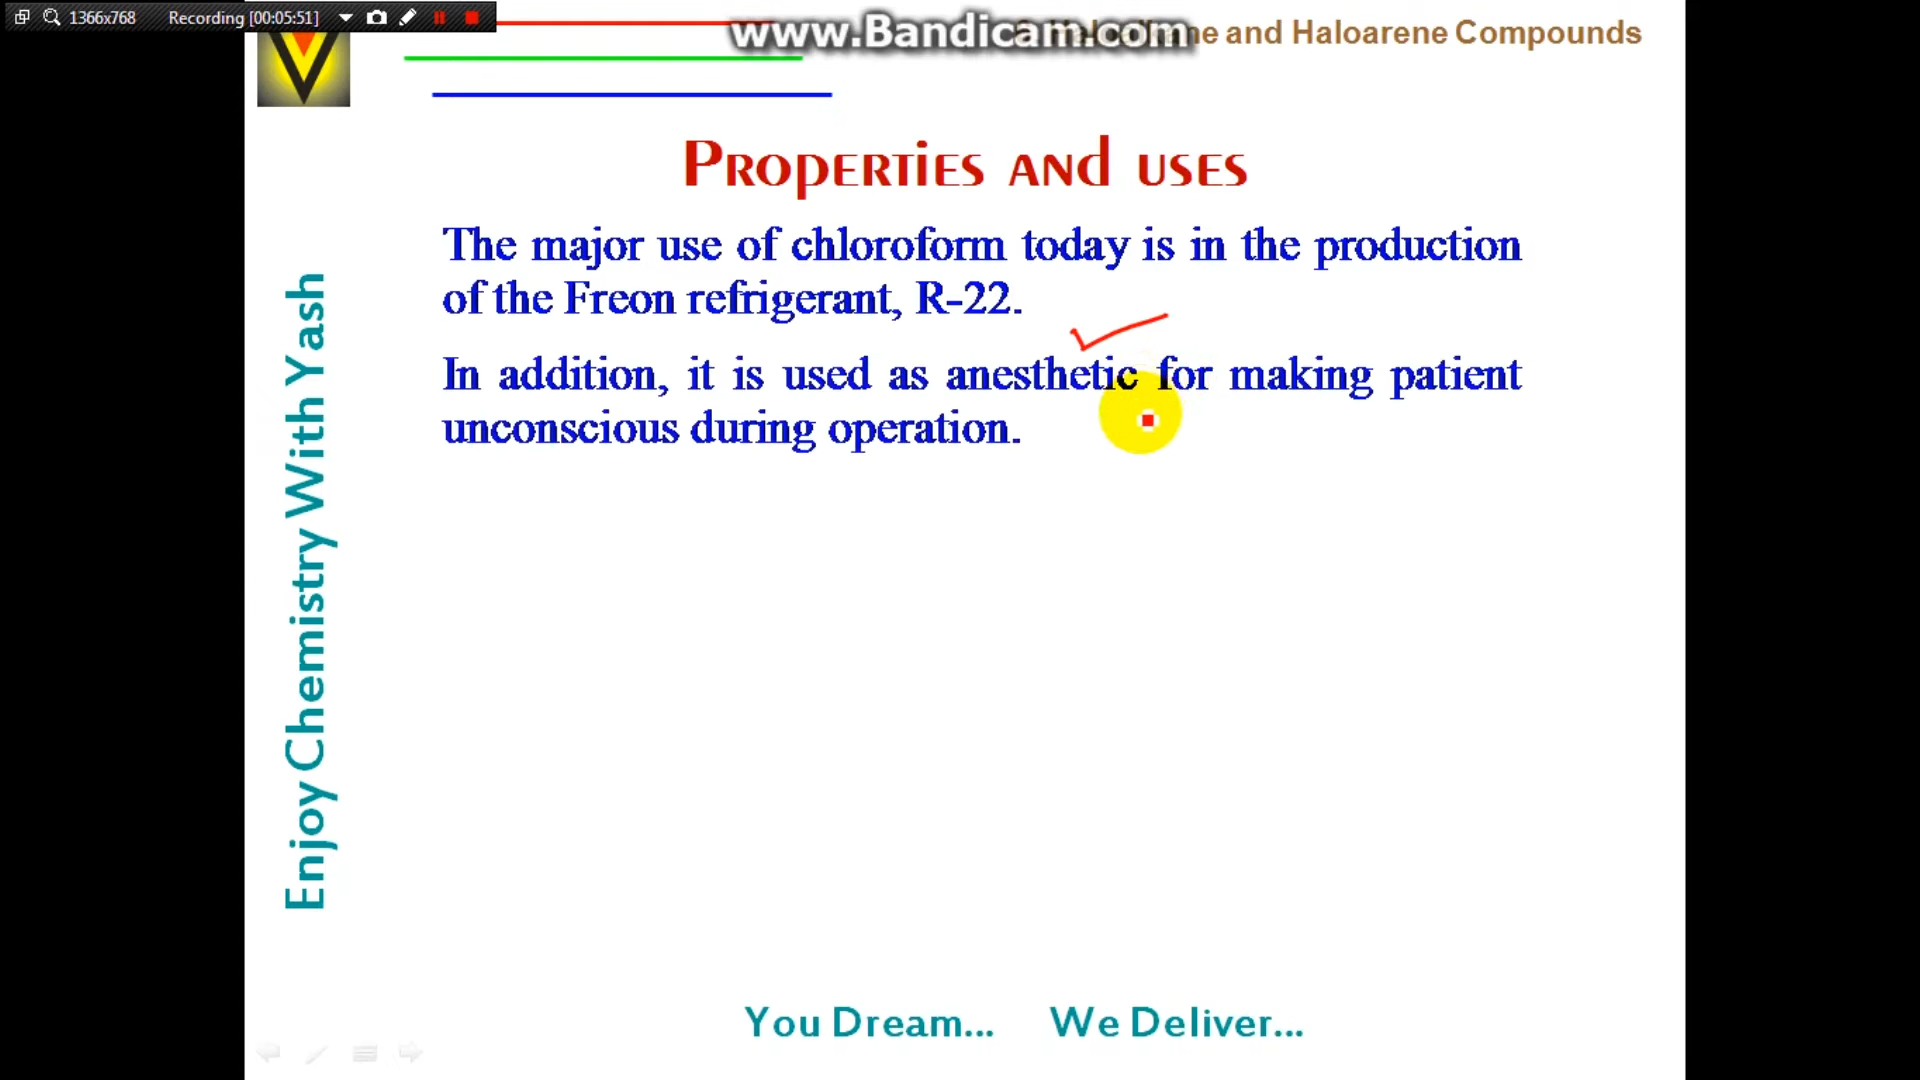 1366x768 Recording [00:05:51]
www.Bandicam.com
and Haloarene Compounds
Properties and uses
The major use of chloroform today is in the production
of the Freon refrigerant, R-22.
In addition, it is used as anesthetic for making patient
unconscious during operation.
Enjoy Chemistry With Yash
You Dream... We Deliver...